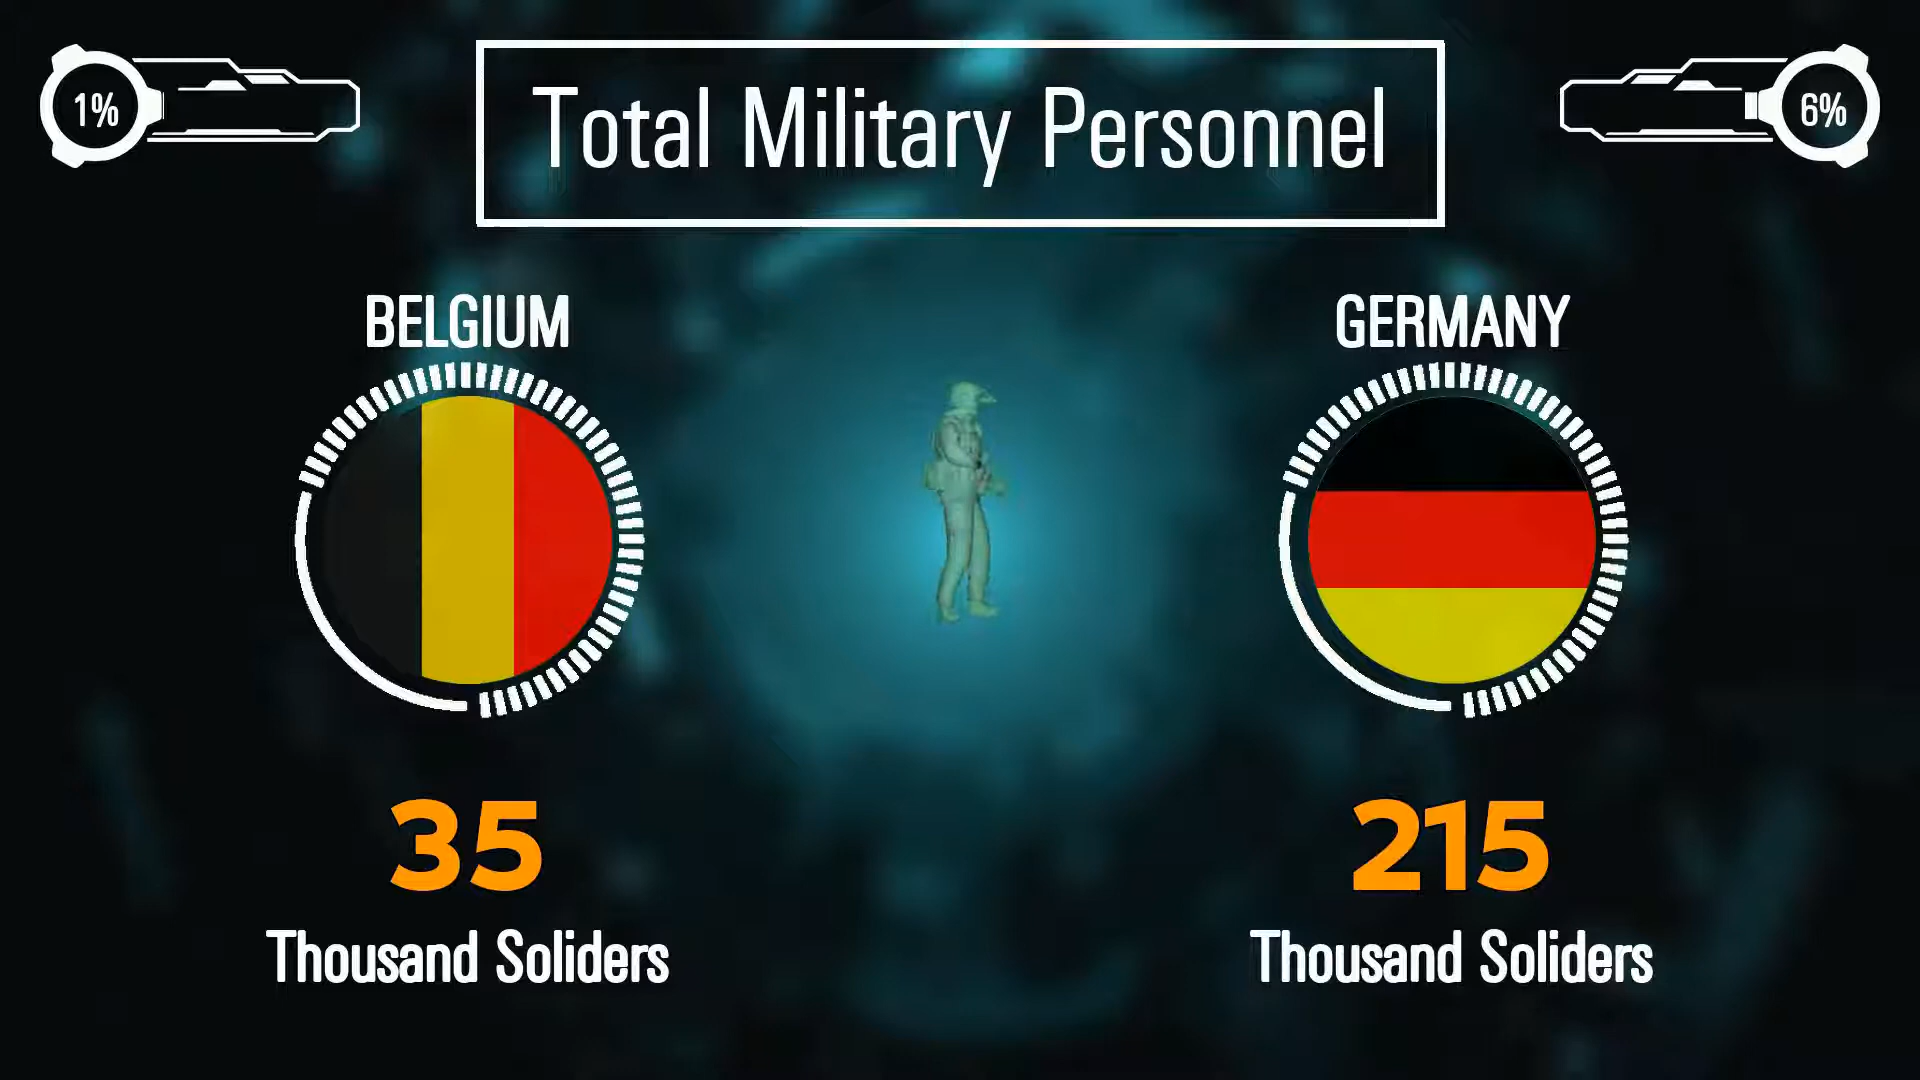 1%
Total Military Personnel
6%
BELGIUM
GERMANY
35
215
Thousand Soliders
Thousand Soliders